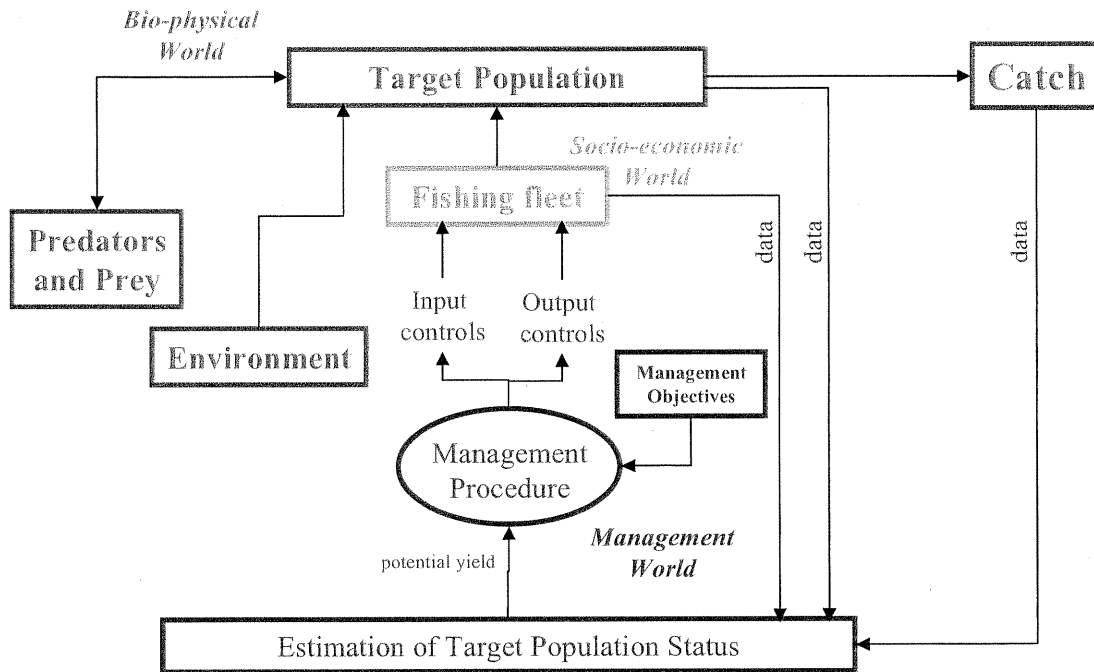 Bio-physical
World
Target Population
Catch
Socio-economic
World
Fishing fleet
Predators
and Prey
data
data
data
Input
controls
Output
controls
Environment
Management
Objectives
Management
Procedure
Management
World
potential yield
Estimation of Target Population Status